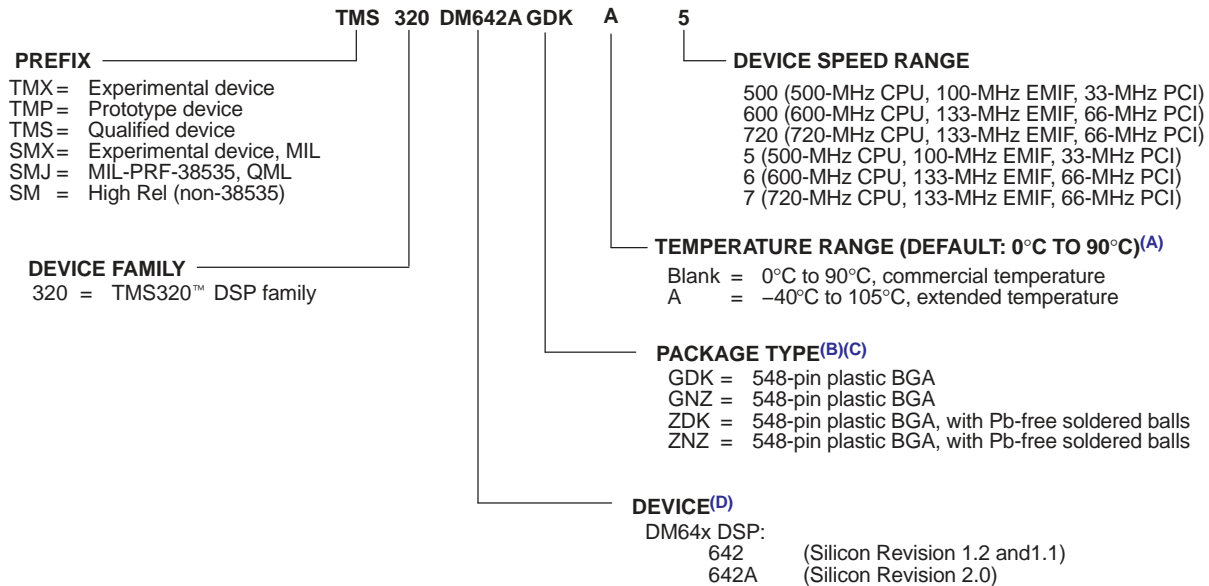 TMS 320 DM642A GDK A 5
PREFIX
TMX = Experimental device
TMP = Prototype device
TMS = Qualified device
SMX = Experimental device, MIL
SMJ = MIL-PRF-38535, QML
SM = High Rel (non-38535)
DEVICE FAMILY
320 = TMS320™ DSP family
DEVICE SPEED RANGE
500 (500-MHz CPU, 100-MHz EMIF, 33-MHz PCI)
600 (600-MHz CPU, 133-MHz EMIF, 66-MHz PCI)
720 (720-MHz CPU, 133-MHz EMIF, 66-MHz PCI)
5 (500-MHz CPU, 100-MHz EMIF, 33-MHz PCI)
6 (600-MHz CPU, 133-MHz EMIF, 66-MHz PCI)
7 (720-MHz CPU, 133-MHz EMIF, 66-MHz PCI)
TEMPERATURE RANGE (DEFAULT: 0°C TO 90°C)(A)
Blank = 0°C to 90°C, commercial temperature
A = −40°C to 105°C, extended temperature
PACKAGE TYPE(B)(C)
GDK = 548-pin plastic BGA
GNZ = 548-pin plastic BGA
ZDK = 548-pin plastic BGA, with Pb-free soldered balls
ZNZ = 548-pin plastic BGA, with Pb-free soldered balls
DEVICE(D)
DM64x DSP:
642 (Silicon Revision 1.2 and1.1)
642A (Silicon Revision 2.0)